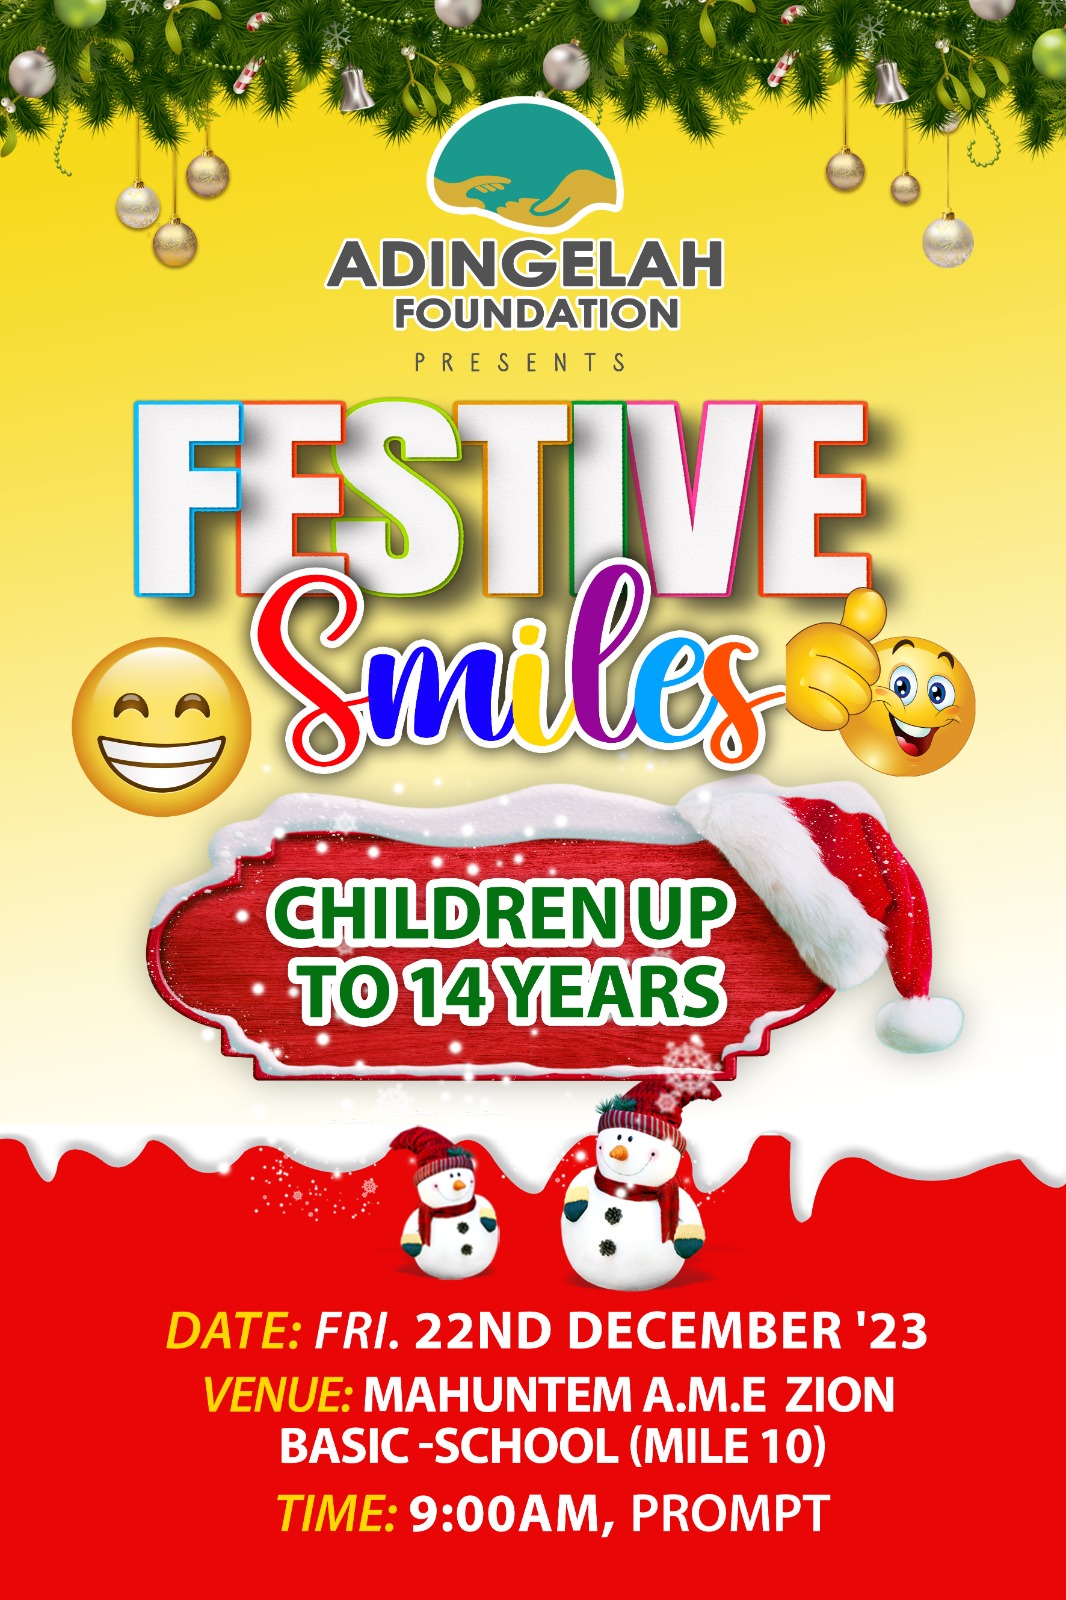 ADINGELAH
FOUNDATION
PRESENTS
FESTIVE
Smiles
CHILDREN UP
TO 14 YEARS
DATE: FRI. 22ND DECEMBER '23
VENUE: MAHUNTEM A.M.E ZION
BASIC -SCHOOL (MILE 10)
TIME: 9:00AM, PROMPT